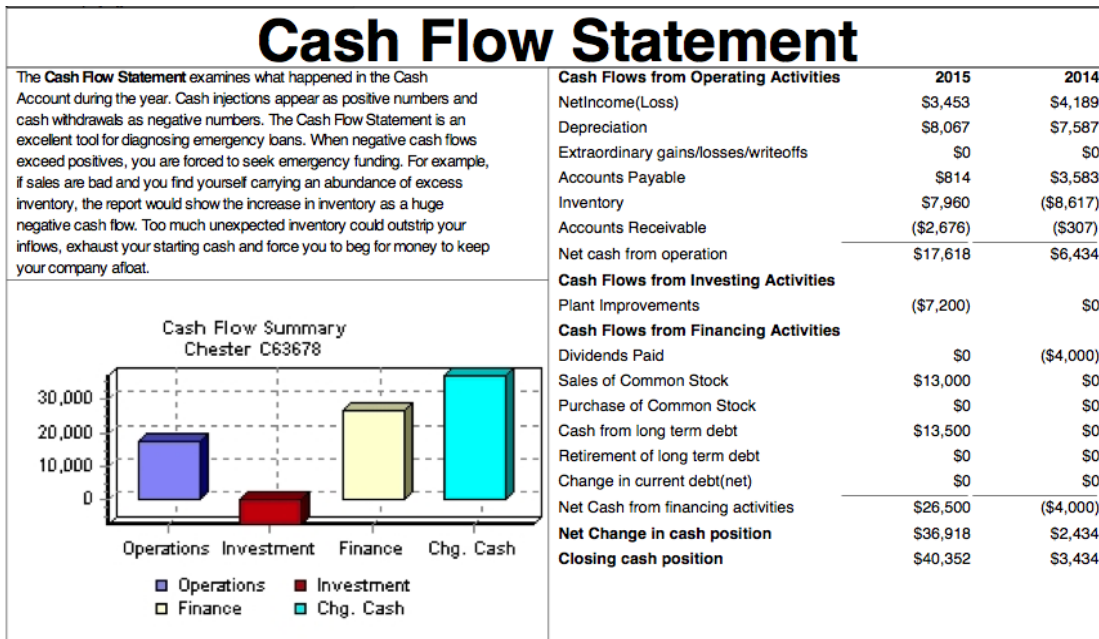 Cash Flow Statement
The Cash Flow Statement examines what happened in the Cash
Account during the year. Cash injections appear as positive numbers and
cash withdrawals as negative numbers. The Cash Flow Statement is an
excellent tool for diagnosing emergency loans. When negative cash flows
exceed positives, you are forced to seek emergency funding. For example,
if sales are bad and you find yourself carrying an abundance of excess
inventory, the report would show the increase in inventory as a huge
negative cash flow. Too much unexpected inventory could outstrip your
inflows, exhaust your starting cash and force you to beg for money to keep
your company afloat.
Cash Flow Summary
Chester C63678
30,000
20,000
10,000
0
Operations Investment Finance Chg. Cash
Operations Investment
Finance Chg. Cash
Cash Flows from Operating Activities 2015 2014
NetIncome(Loss) $3,453 $4,189
Depreciation $8,067 $7,587
Extraordinary gains/losses/writeoffs $0 $0
Accounts Payable $814 $3,583
Inventory $7,960 ($8,617)
Accounts Receivable ($2,676) ($307)
Net cash from operation $17,618 $6,434
Cash Flows from Investing Activities
Plant Improvements ($7,200) $0
Cash Flows from Financing Activities
Dividends Paid $0 ($4,000)
Sales of Common Stock $13,000 $0
Purchase of Common Stock $0 $0
Cash from long term debt $13,500 $0
Retirement of long term debt $0 $0
Change in current debt(net) $0 $0
Net Cash from financing activities $26,500 ($4,000)
Net Change in cash position $36,918 $2,434
Closing cash position $40,352 $3,434